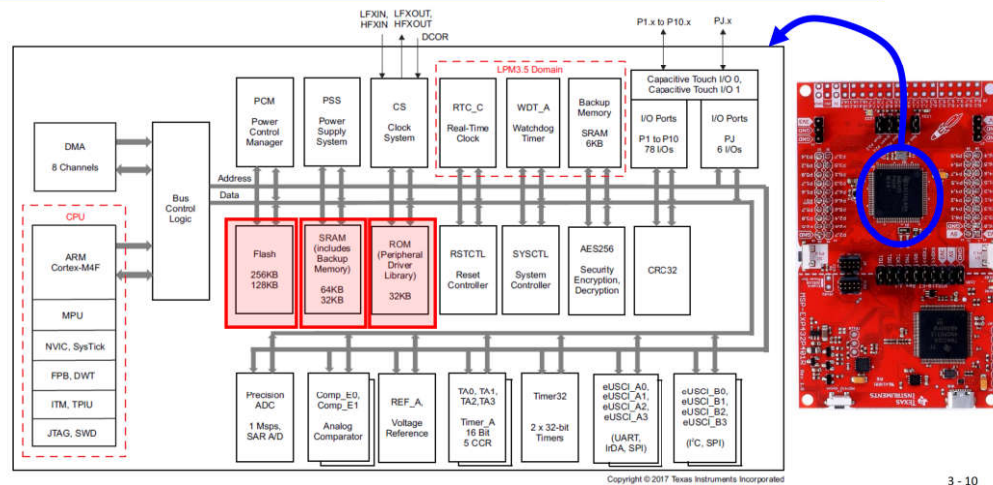 LFXIN,
HFXIN
LFXOUT,
HFXOUT
DCOR
P1.x to P10.x
PJ.x
LPM3.5 Domain
Capacitive Touch I/O 0,
Capacitive Touch I/O 1
PCM
Power
Control
Manager
PSS
Power
Supply
System
CS
Clock
System
RTC_C
Real-Time
Clock
WDT_A
Watchdog
Timer
Backup
Memory
SRAM
6KB
I/O Ports
P1 to P10
78 I/Os
I/O Ports
PJ
6 I/Os
DMA
8 Channels
Bus
Control
Logic
Address
Data
CPU
ARM
Cortex-M4F
MPU
NVIC, SysTick
FPB, DWT
ITM, TPIU
JTAG, SWD
Flash
256KB
128KB
SRAM
(includes
Backup
Memory)
64KB
32KB
ROM
(Peripheral
Driver
Library)
32KB
RSTCTL
Reset
Controller
SYSCTL
System
Controller
AES256
Security
Encryption,
Decryption
CRC32
Precision
ADC
1 Msps,
SAR A/D
Comp_E0,
Comp_E1
Analog
Comparator
REF_A,
Voltage
Reference
TA0, TA1,
TA2,TA3
Timer_A
16 Bit
5 CCR
Timer32
2 x 32-bit
Timers
eUSCI_A0,
eUSCI_A1,
eUSCI_A2,
eUSCI_A3
(UART,
IrDA, SPI)
eUSCI_B0,
eUSCI_B1,
eUSCI_B2,
eUSCI_B3
(I²C, SPI)
Copyright © 2017 Texas Instruments Incorporated
MSP-EXP432P401R
TEXAS
INSTRUMENTS
3 - 10